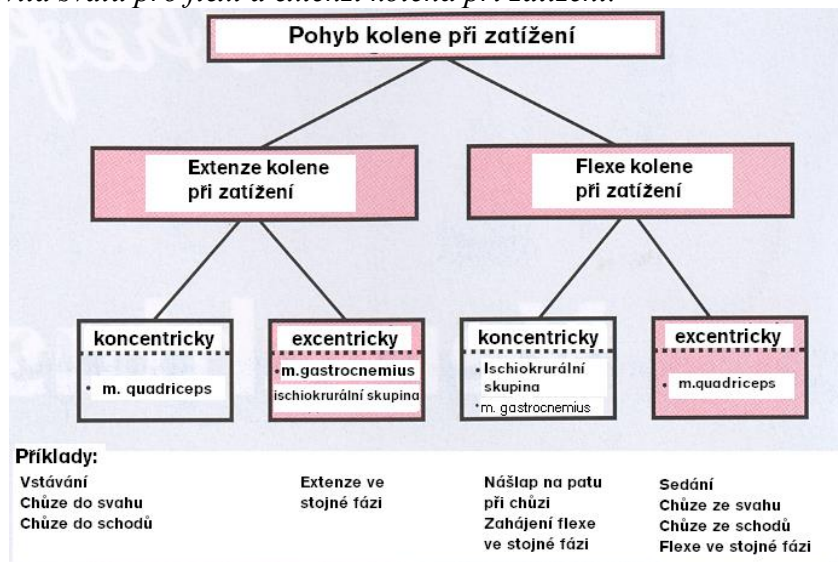 Pohyb kolene při zatížení
Extenze kolene
při zatížení
Flexe kolene
při zatížení
koncentricky
• m. quadriceps
excentricky
•m.gastrocnemius
ischiokrurální skupina
koncentricky
• Ischiokrurální
skupina
•m. gastrocnemius
excentricky
• m.quadriceps
Příklady:
Vstávání
Chůze do svahu
Chůze do schodů
Extenze ve
stojné fázi
Nášlap na patu
při chůzi
Zahájení flexe
ve stojné fázi
Sedání
Chůze ze svahu
Chůze ze schodů
Flexe ve stojné fázi